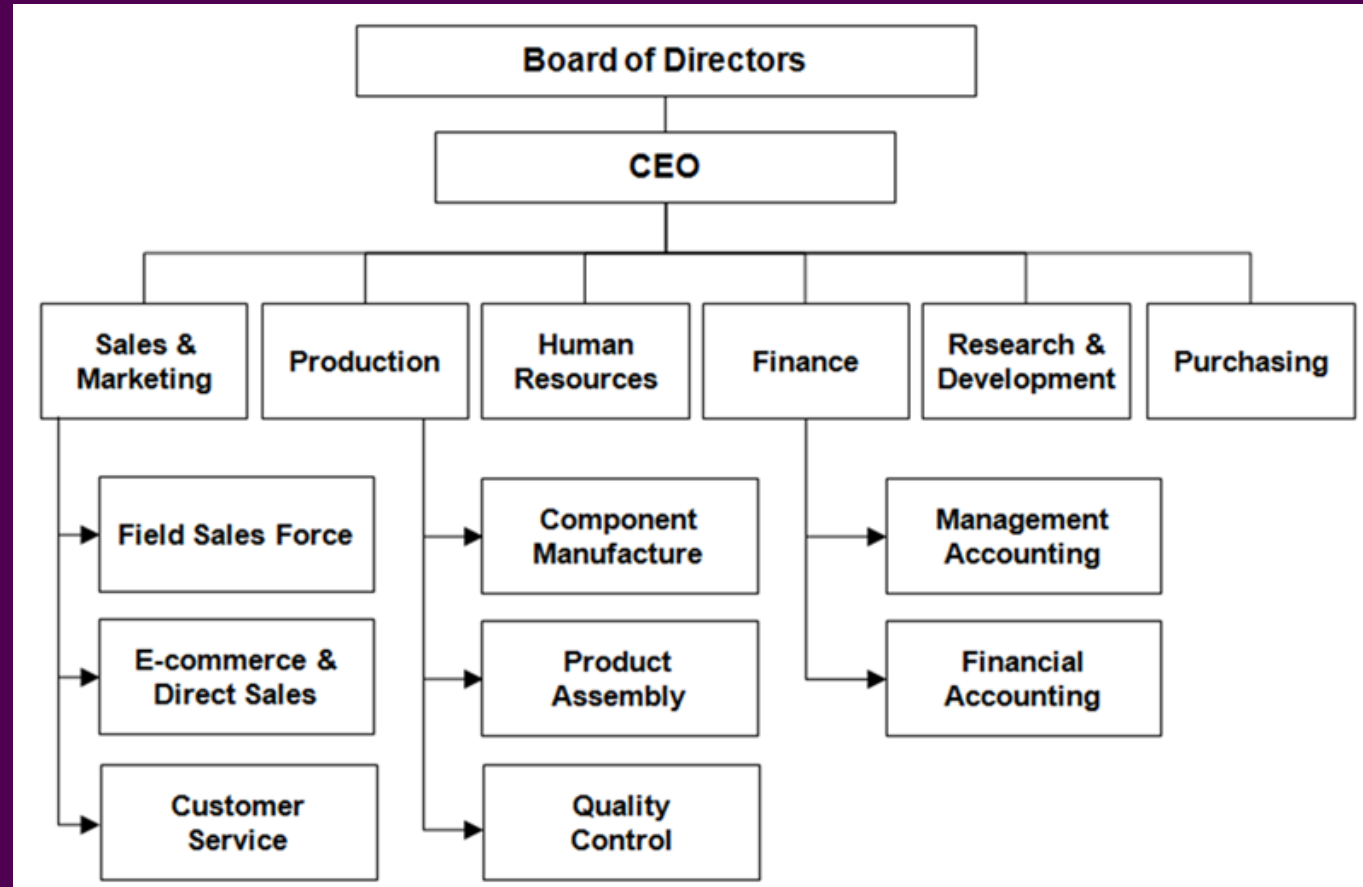 Board of Directors
CEO
Sales &
Marketing
Production
Human
Resources
Finance
Research &
Development
Purchasing
Field Sales Force
Component
Manufacture
Management
Accounting
E-commerce &
Direct Sales
Product
Assembly
Financial
Accounting
Customer
Service
Quality
Control